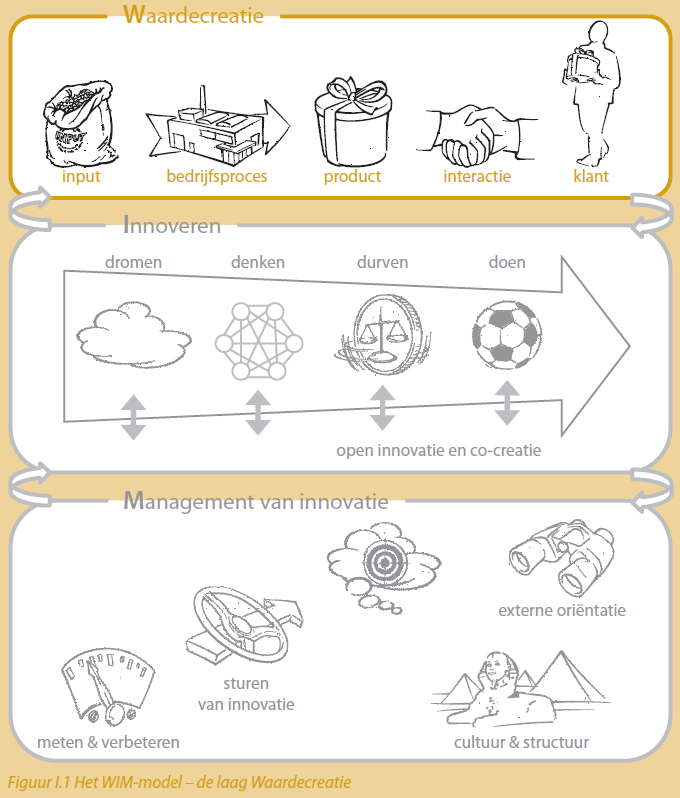 Waardecreatie
INPUT
input
bedrijfsproces
product
interactie
klant
Innoveren
dromen
denken
durven
doen
open innovatie en co-creatie
Management van innovatie
externe oriëntatie
sturen
van innovatie
meten & verbeteren
cultuur & structuur
Figuur I.1 Het WIM-model – de laag Waardecreatie